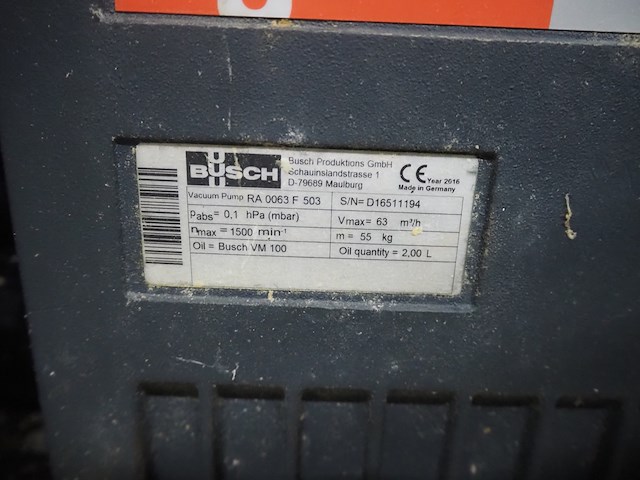 BUSCH
Busch Produktions GmbH
Schauinslandstrasse 1
D-79689 Maulburg
CE Year 2016
Made in Germany
Vacuum Pump RA 0063 F 503 S/N= D16511194
Pabs= 0,1 hPa (mbar) Vmax= 63 m³/h
nmax = 1500 min-¹ m = 55 kg
Oil = Busch VM 100 Oil quantity = 2,00 L